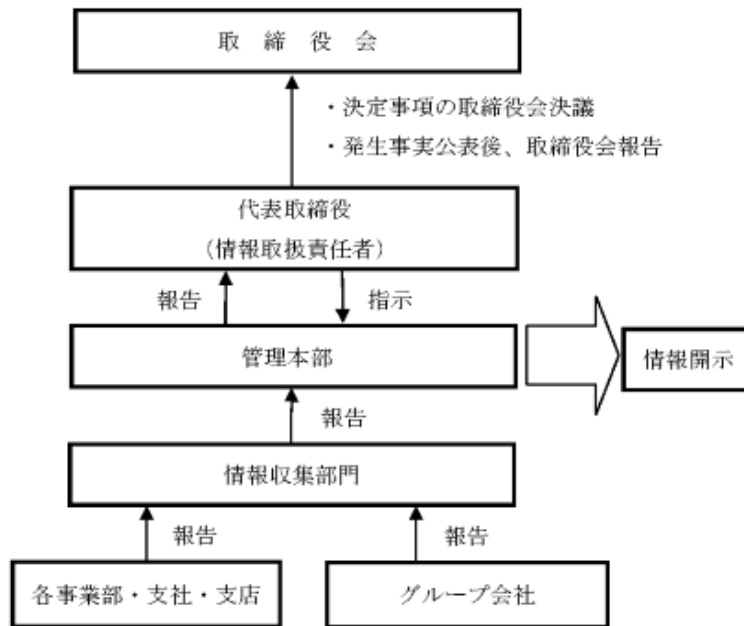 取 締 役 会
・決定事項の取締役会決議
・発生事実公表後、取締役会報告
代表取締役
（情報取扱責任者）
報告
指示
管理本部
情報開示
報告
情報収集部門
報告
報告
各事業部・支社・支店
グループ会社